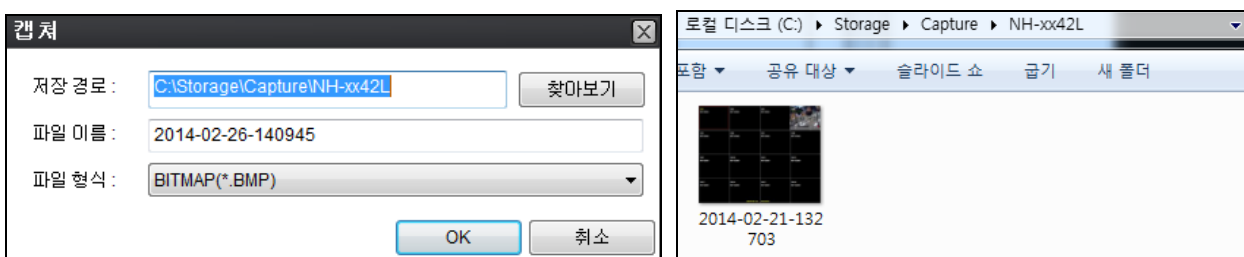 캡쳐
저장 경로 :
C:\Storage\Capture\NH-xx42L
찾아보기
파일 이름 :
2014-02-26-140945
파일 형식 :
BITMAP(*.BMP)
OK
취소
로컬 디스크 (C:) ▸ Storage ▸ Capture ▸ NH-xx42L
포함 ▾ 공유 대상 ▾ 슬라이드 쇼 굽기 새 폴더
2014-02-21-132
703